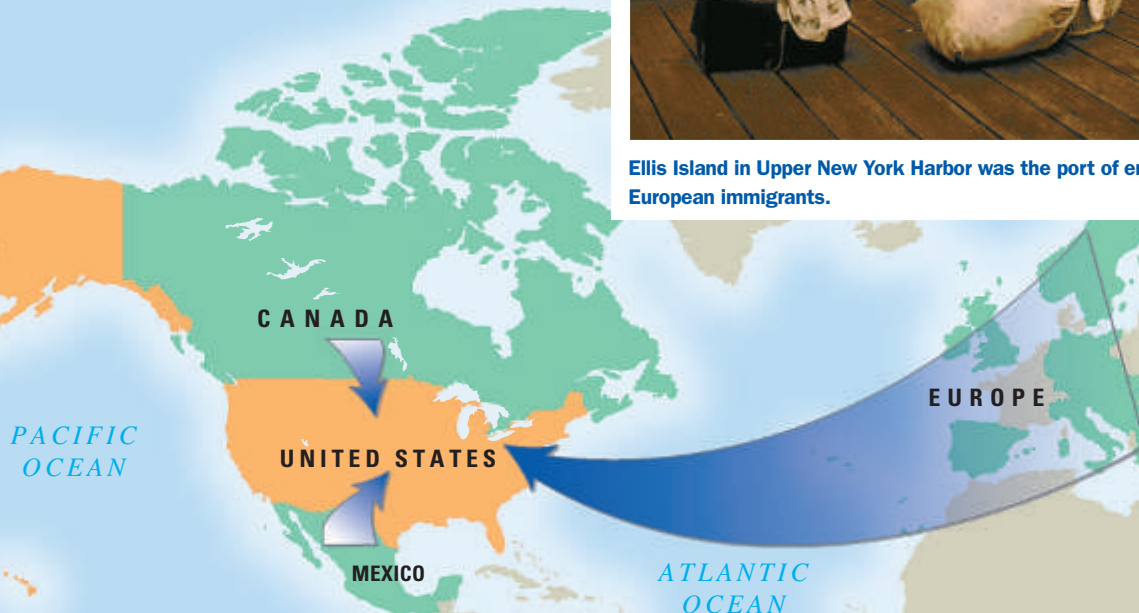 Ellis Island in Upper New York Harbor was the port of
European immigrants.
CANADA
EUROPE
PACIFIC
OCEAN
UNITED STATES
MEXICO
ATLANTIC
OCEAN